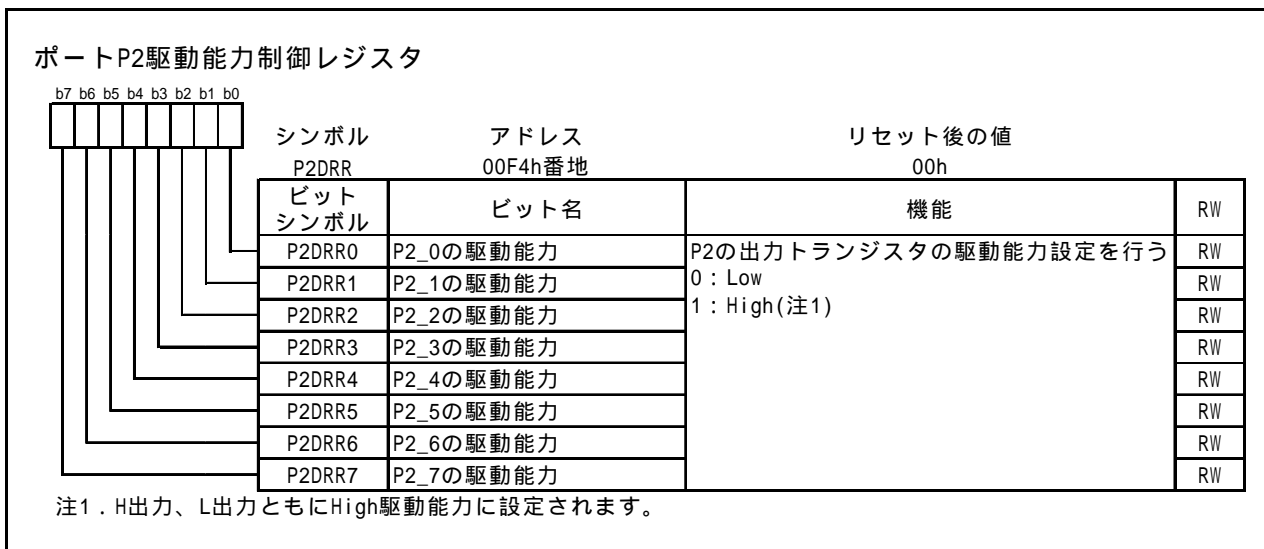 ポートP2駆動能力制御レジスタ
b7 b6 b5 b4 b3 b2 b1 b0
シンボル アドレス リセット後の値
P2DRR 00F4h番地 00h
ビット
シンボル ビット名 機能 RW
P2DRR0 P2_0の駆動能力 P2の出力トランジスタの駆動能力設定を行う RW
P2DRR1 P2_1の駆動能力 0：Low RW
P2DRR2 P2_2の駆動能力 1：High(注1) RW
P2DRR3 P2_3の駆動能力 RW
P2DRR4 P2_4の駆動能力 RW
P2DRR5 P2_5の駆動能力 RW
P2DRR6 P2_6の駆動能力 RW
P2DRR7 P2_7の駆動能力 RW
注1．H出力、L出力ともにHigh駆動能力に設定されます。